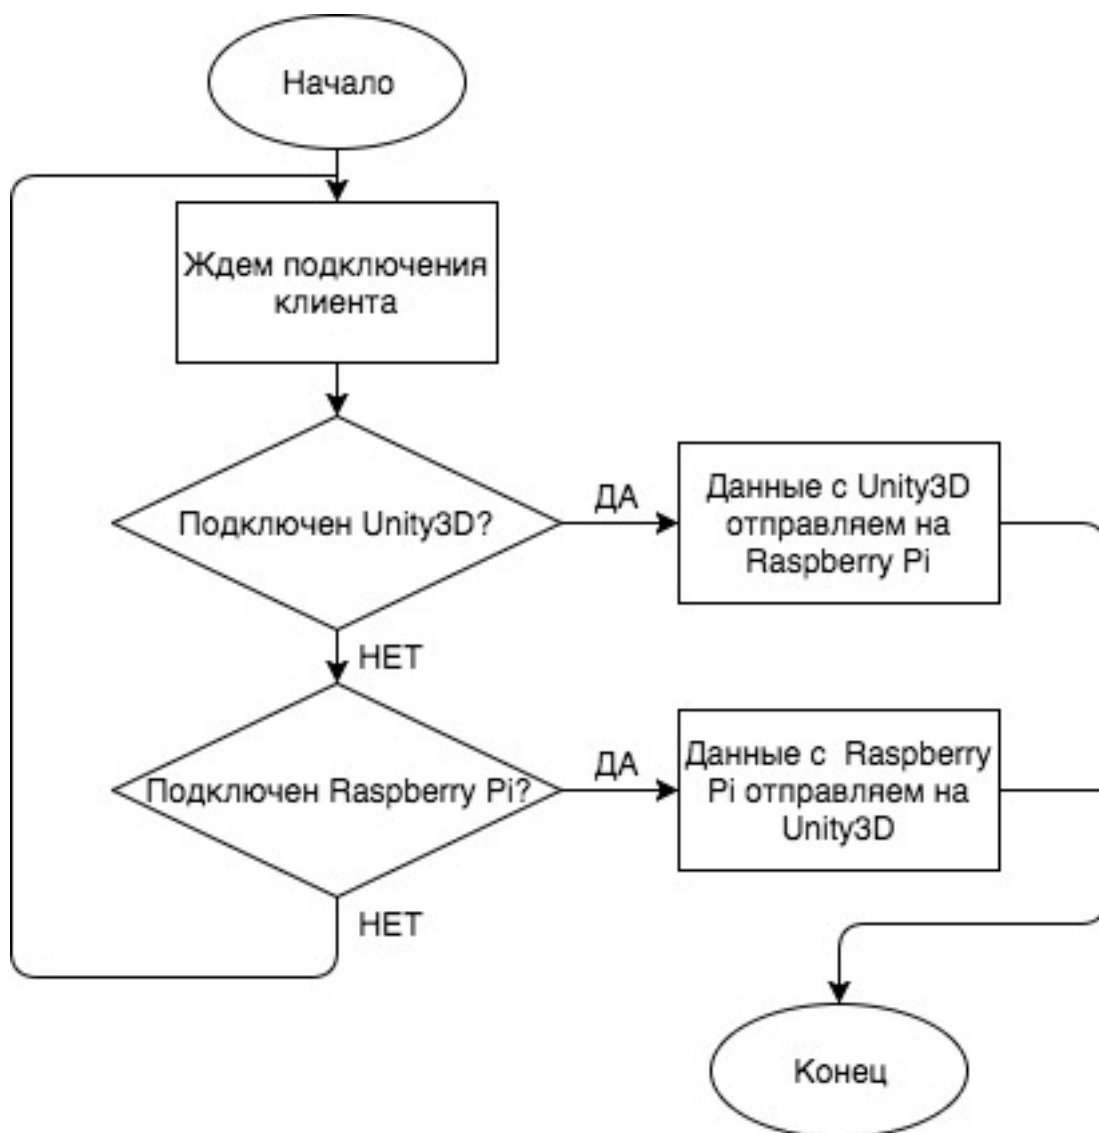 Начало
Ждем подключения
клиента
Подключен Unity3D?
ДА
Данные с Unity3D
отправляем на
Raspberry Pi
НЕТ
Подключен Raspberry Pi?
ДА
Данные с Raspberry
Pi отправляем на
Unity3D
НЕТ
Конец